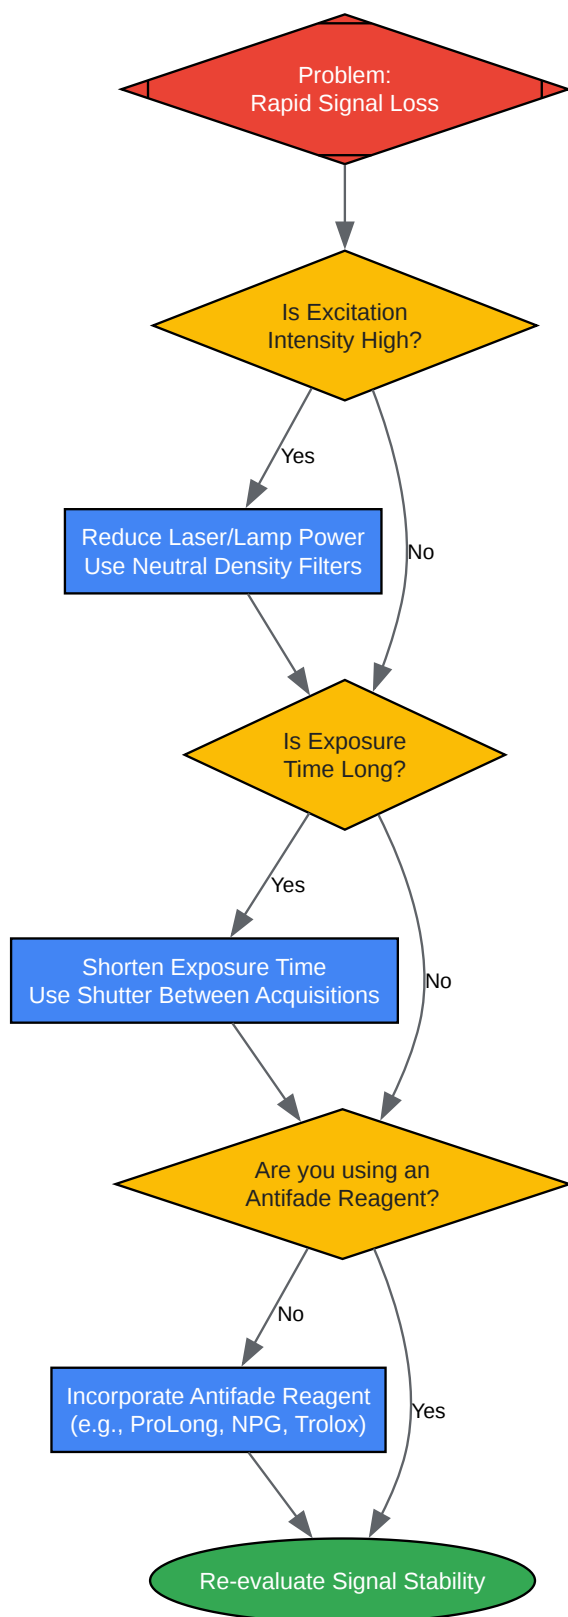 Problem:
Rapid Signal Loss
Is Excitation
Intensity High?
Yes
Reduce Laser/Lamp Power
Use Neutral Density Filters
No
Is Exposure
Time Long?
Yes
Shorten Exposure Time
Use Shutter Between Acquisitions
No
Are you using an
Antifade Reagent?
No
Incorporate Antifade Reagent
(e.g., ProLong, NPG, Trolox)
Yes
Re-evaluate Signal Stability